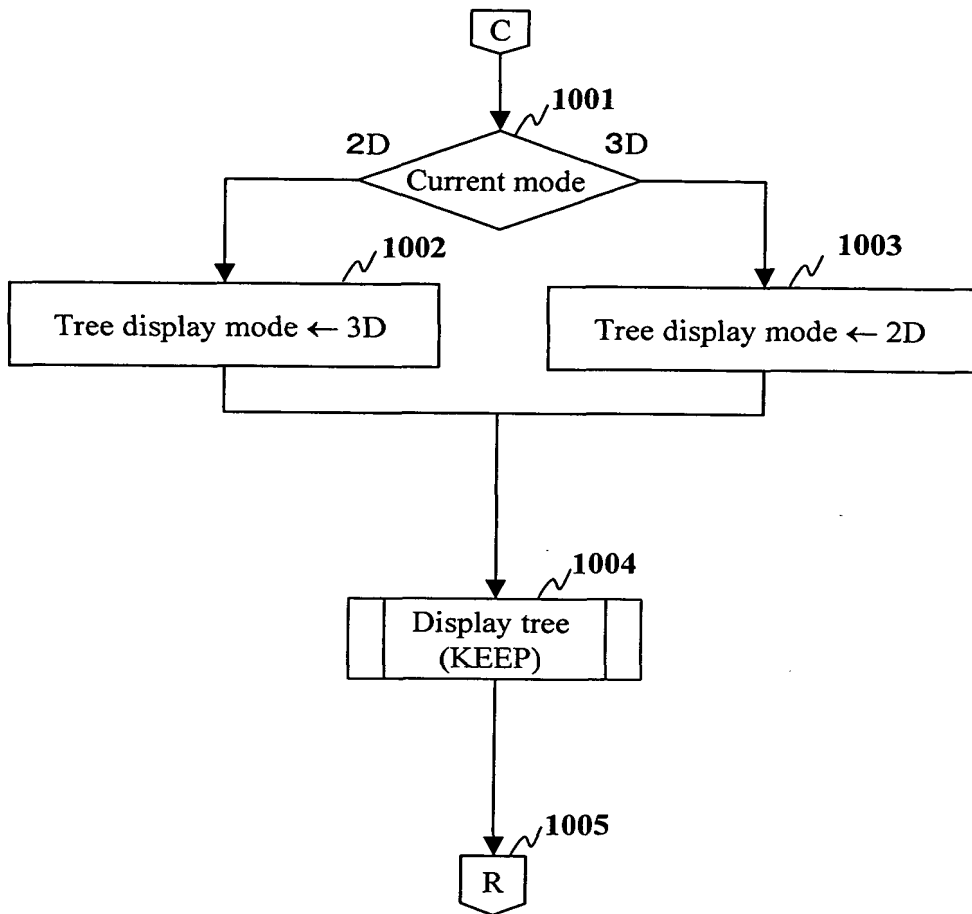 C
1001
2D
3D
Current mode
1002
1003
Tree display mode ← 3D
Tree display mode ← 2D
1004
Display tree
(KEEP)
1005
R